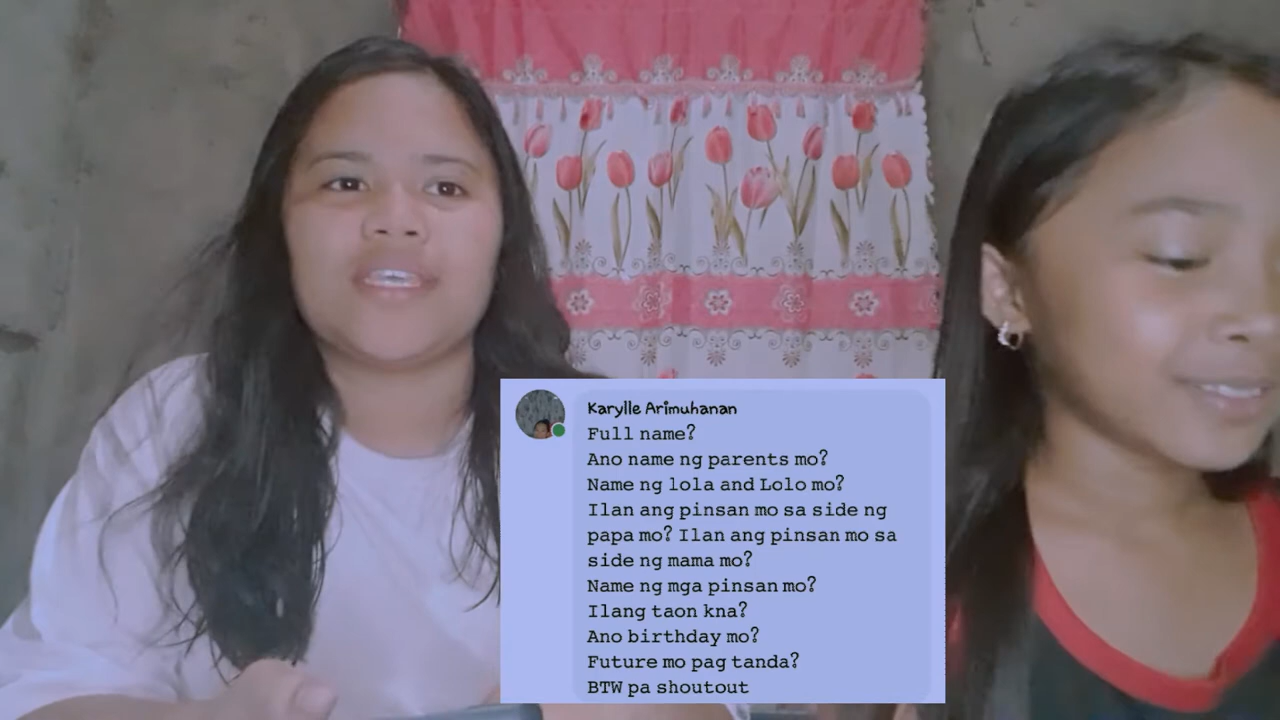 Karylle Arimuhanan
Full name?
Ano name ng parents mo?
Name ng lola and Lolo mo?
Ilan ang pinsan mo sa side ng
papa mo? Ilan ang pinsan mo sa
side ng mama mo?
Name ng mga pinsan mo?
Ilang taon kna?
Ano birthday mo?
Future mo pag tanda?
BTW pa shoutout